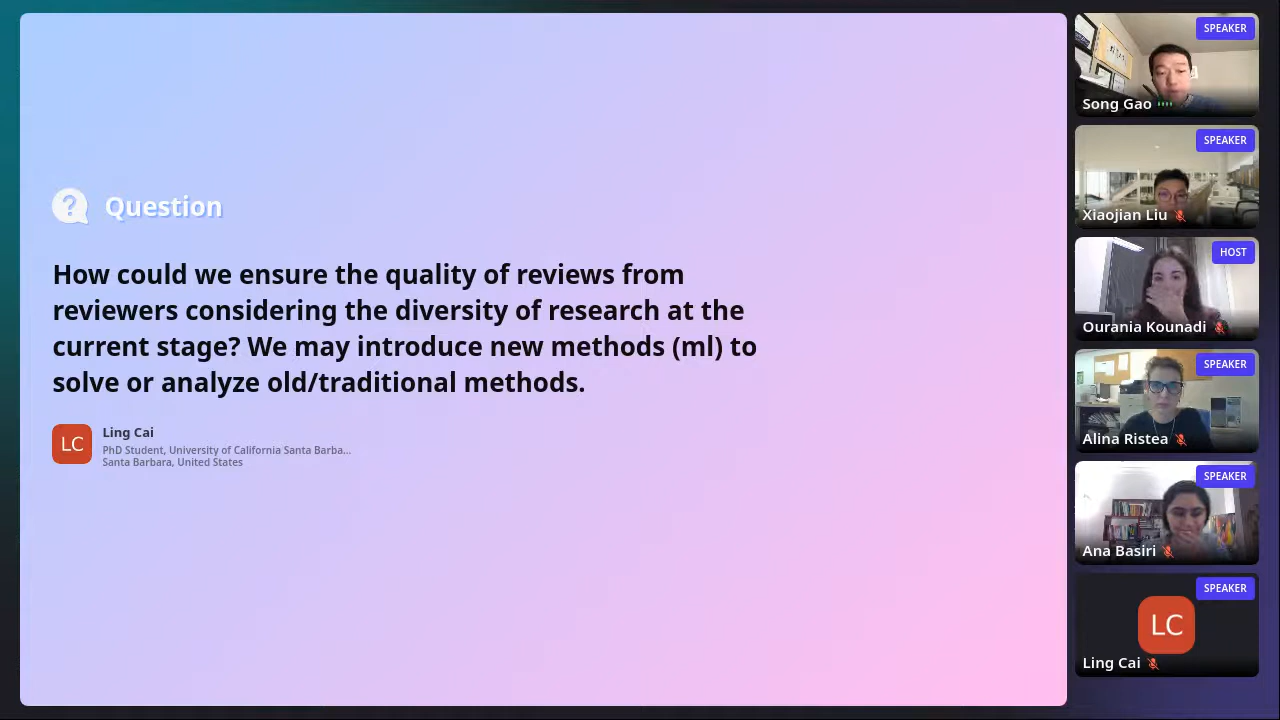 Question
How could we ensure the quality of reviews from
reviewers considering the diversity of research at the
current stage? We may introduce new methods (ml) to
solve or analyze old/traditional methods.
LC
Ling Cai
PhD Student, University of California Santa Barba...
Santa Barbara, United States
SPEAKER
Song Gao
SPEAKER
Xiaojian Liu
HOST
Ourania Kounadi
SPEAKER
Alina Ristea
SPEAKER
Ana Basiri
SPEAKER
LC
Ling Cai